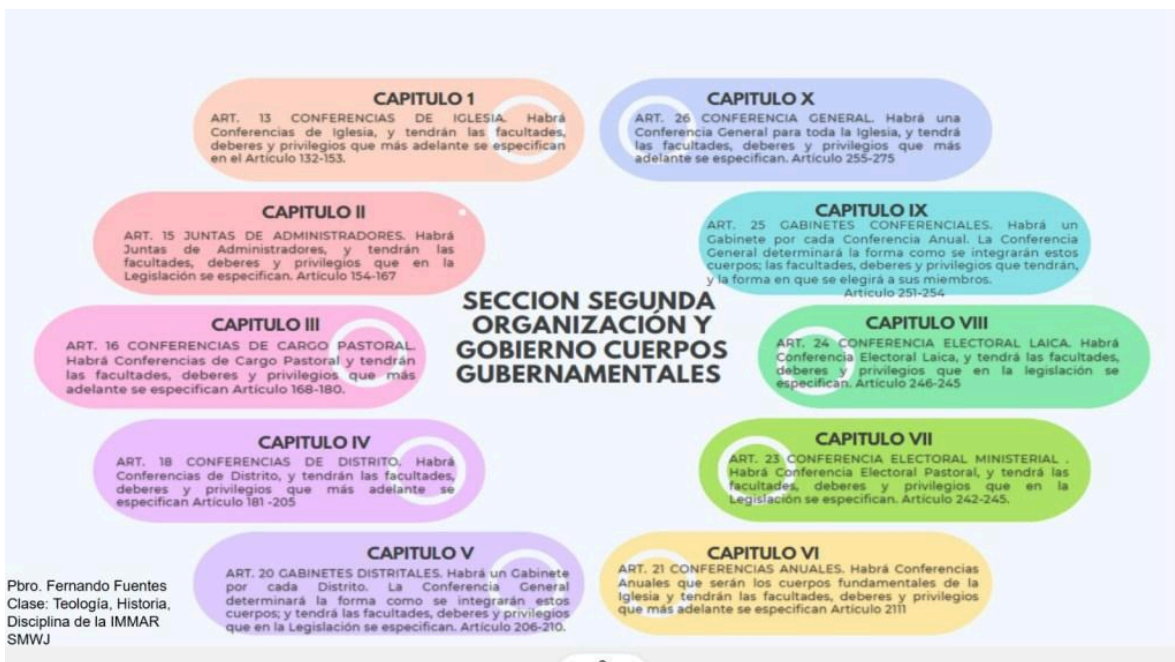 CAPITULO 1
ART. 13 CONFERENCIAS DE IGLESIA. Habrá
Conferencias de Iglesia, y tendrán las facultades,
deberes y privilegios que más adelante se especifican
en el Artículo 132-153.
CAPITULO II
ART. 15 JUNTAS DE ADMINISTRADORES. Habrá
Juntas de Administradores, y tendrán las
facultades, deberes y privilegios que en la
Legislación se especifican. Artículo 154-167
CAPITULO III
ART. 16 CONFERENCIAS DE CARGO PASTORAL.
Habrá Conferencias de Cargo Pastoral y tendrán
las facultades, deberes y privilegios que más
adelante se especifican Artículo 168-180.
CAPITULO IV
ART. 18 CONFERENCIAS DE DISTRITO. Habrá
Conferencias de Distrito, y tendrán las facultades,
deberes y privilegios que más adelante se
especifican Artículo 181 -205
CAPITULO V
ART. 20 GABINETES DISTRITALES. Habrá un Gabinete
por cada Distrito. La Conferencia General
determinará la forma como se integrarán estos
cuerpos; y tendrá las facultades, deberes y privilegios
que en la Legislación se especifican. Artículo 206-210.
SECCION SEGUNDA
ORGANIZACIÓN Y
GOBIERNO CUERPOS
GUBERNAMENTALES
CAPITULO X
ART. 26 CONFERENCIA GENERAL. Habrá una
Conferencia General para toda la Iglesia, y tendrá
las facultades, deberes y privilegios que más
adelante se especifican. Artículo 255-275
CAPITULO IX
ART. 25 GABINETES CONFERENCIALES. Habrá un
Gabinete por cada Conferencia Anual. La Conferencia
General determinará la forma como se integrarán estos
cuerpos; las facultades, deberes y privilegios que tendrán,
y la forma en que se elegirá a sus miembros.
Artículo 251-254
CAPITULO VIII
ART. 24 CONFERENCIA ELECTORAL LAICA. Habrá
Conferencia Electoral Laica, y tendrá las facultades,
deberes y privilegios que en la legislación se
especifican. Artículo 246-245
CAPITULO VII
ART. 23 CONFERENCIA ELECTORAL MINISTERIAL .
Habrá Conferencia Electoral Pastoral, y tendrá las
facultades, deberes y privilegios que en la
Legislación se especifican. Artículo 242-245.
CAPITULO VI
ART. 21 CONFERENCIAS ANUALES. Habrá Conferencias
Anuales que serán los cuerpos fundamentales de la
Iglesia y tendrán las facultades, deberes y privilegios
que más adelante se especifican Artículo 2111
Pbro. Fernando Fuentes
Clase: Teología, Historia,
Disciplina de la IMMAR
SMWJ